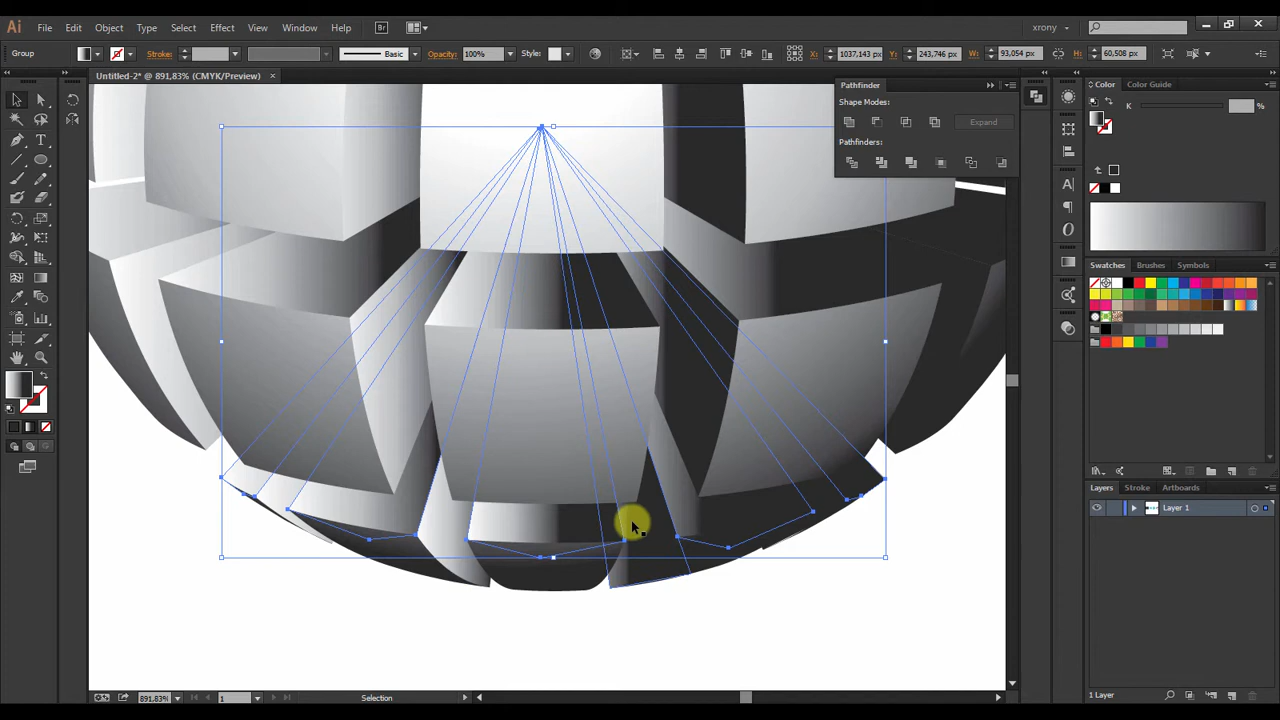 Ai File Edit Object Type Select Effect View Window Help Br xrony
Group Stroke: Basic Opacity: 100% Style: X: 1037,143 px Y: 243,746 px W: 93,054 px H: 60,508 px
Untitled-2* @ 891,83% (CMYK/Preview) ×
Pathfinder
Shape Modes:
Expand
Pathfinders:
Color Color Guide
K %
Swatches Brushes Symbols
Layers Stroke Artboards
Layer 1
1 Layer
891,83% 1 Selection